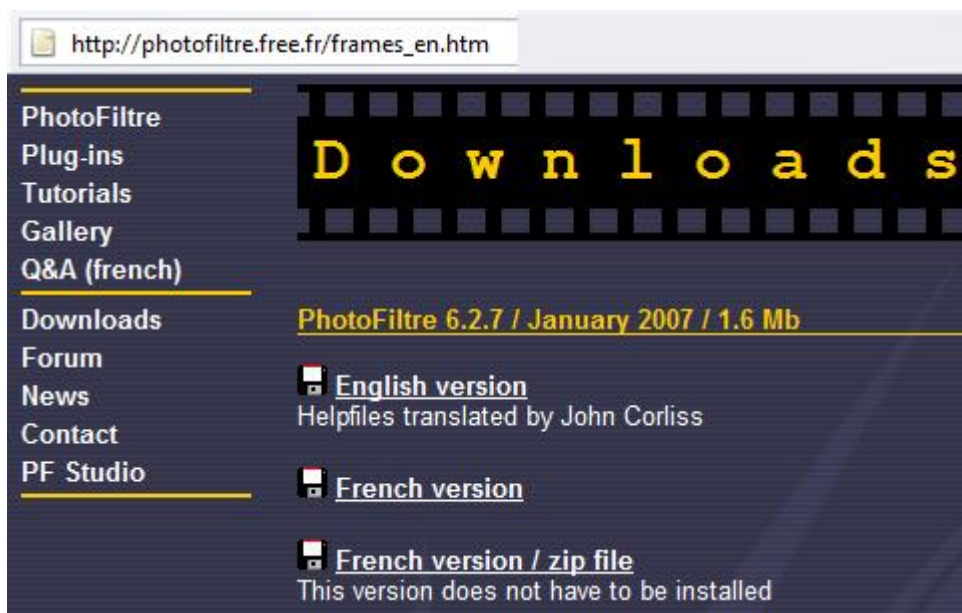 http://photofiltre.free.fr/frames_en.htm
PhotoFiltre
Plug-ins
Tutorials
Gallery
Q&A (french)
Downloads
Forum
News
Contact
PF Studio
Downloads
PhotoFiltre 6.2.7 / January 2007 / 1.6 Mb
English version
Helpfiles translated by John Corliss
French version
French version / zip file
This version does not have to be installed